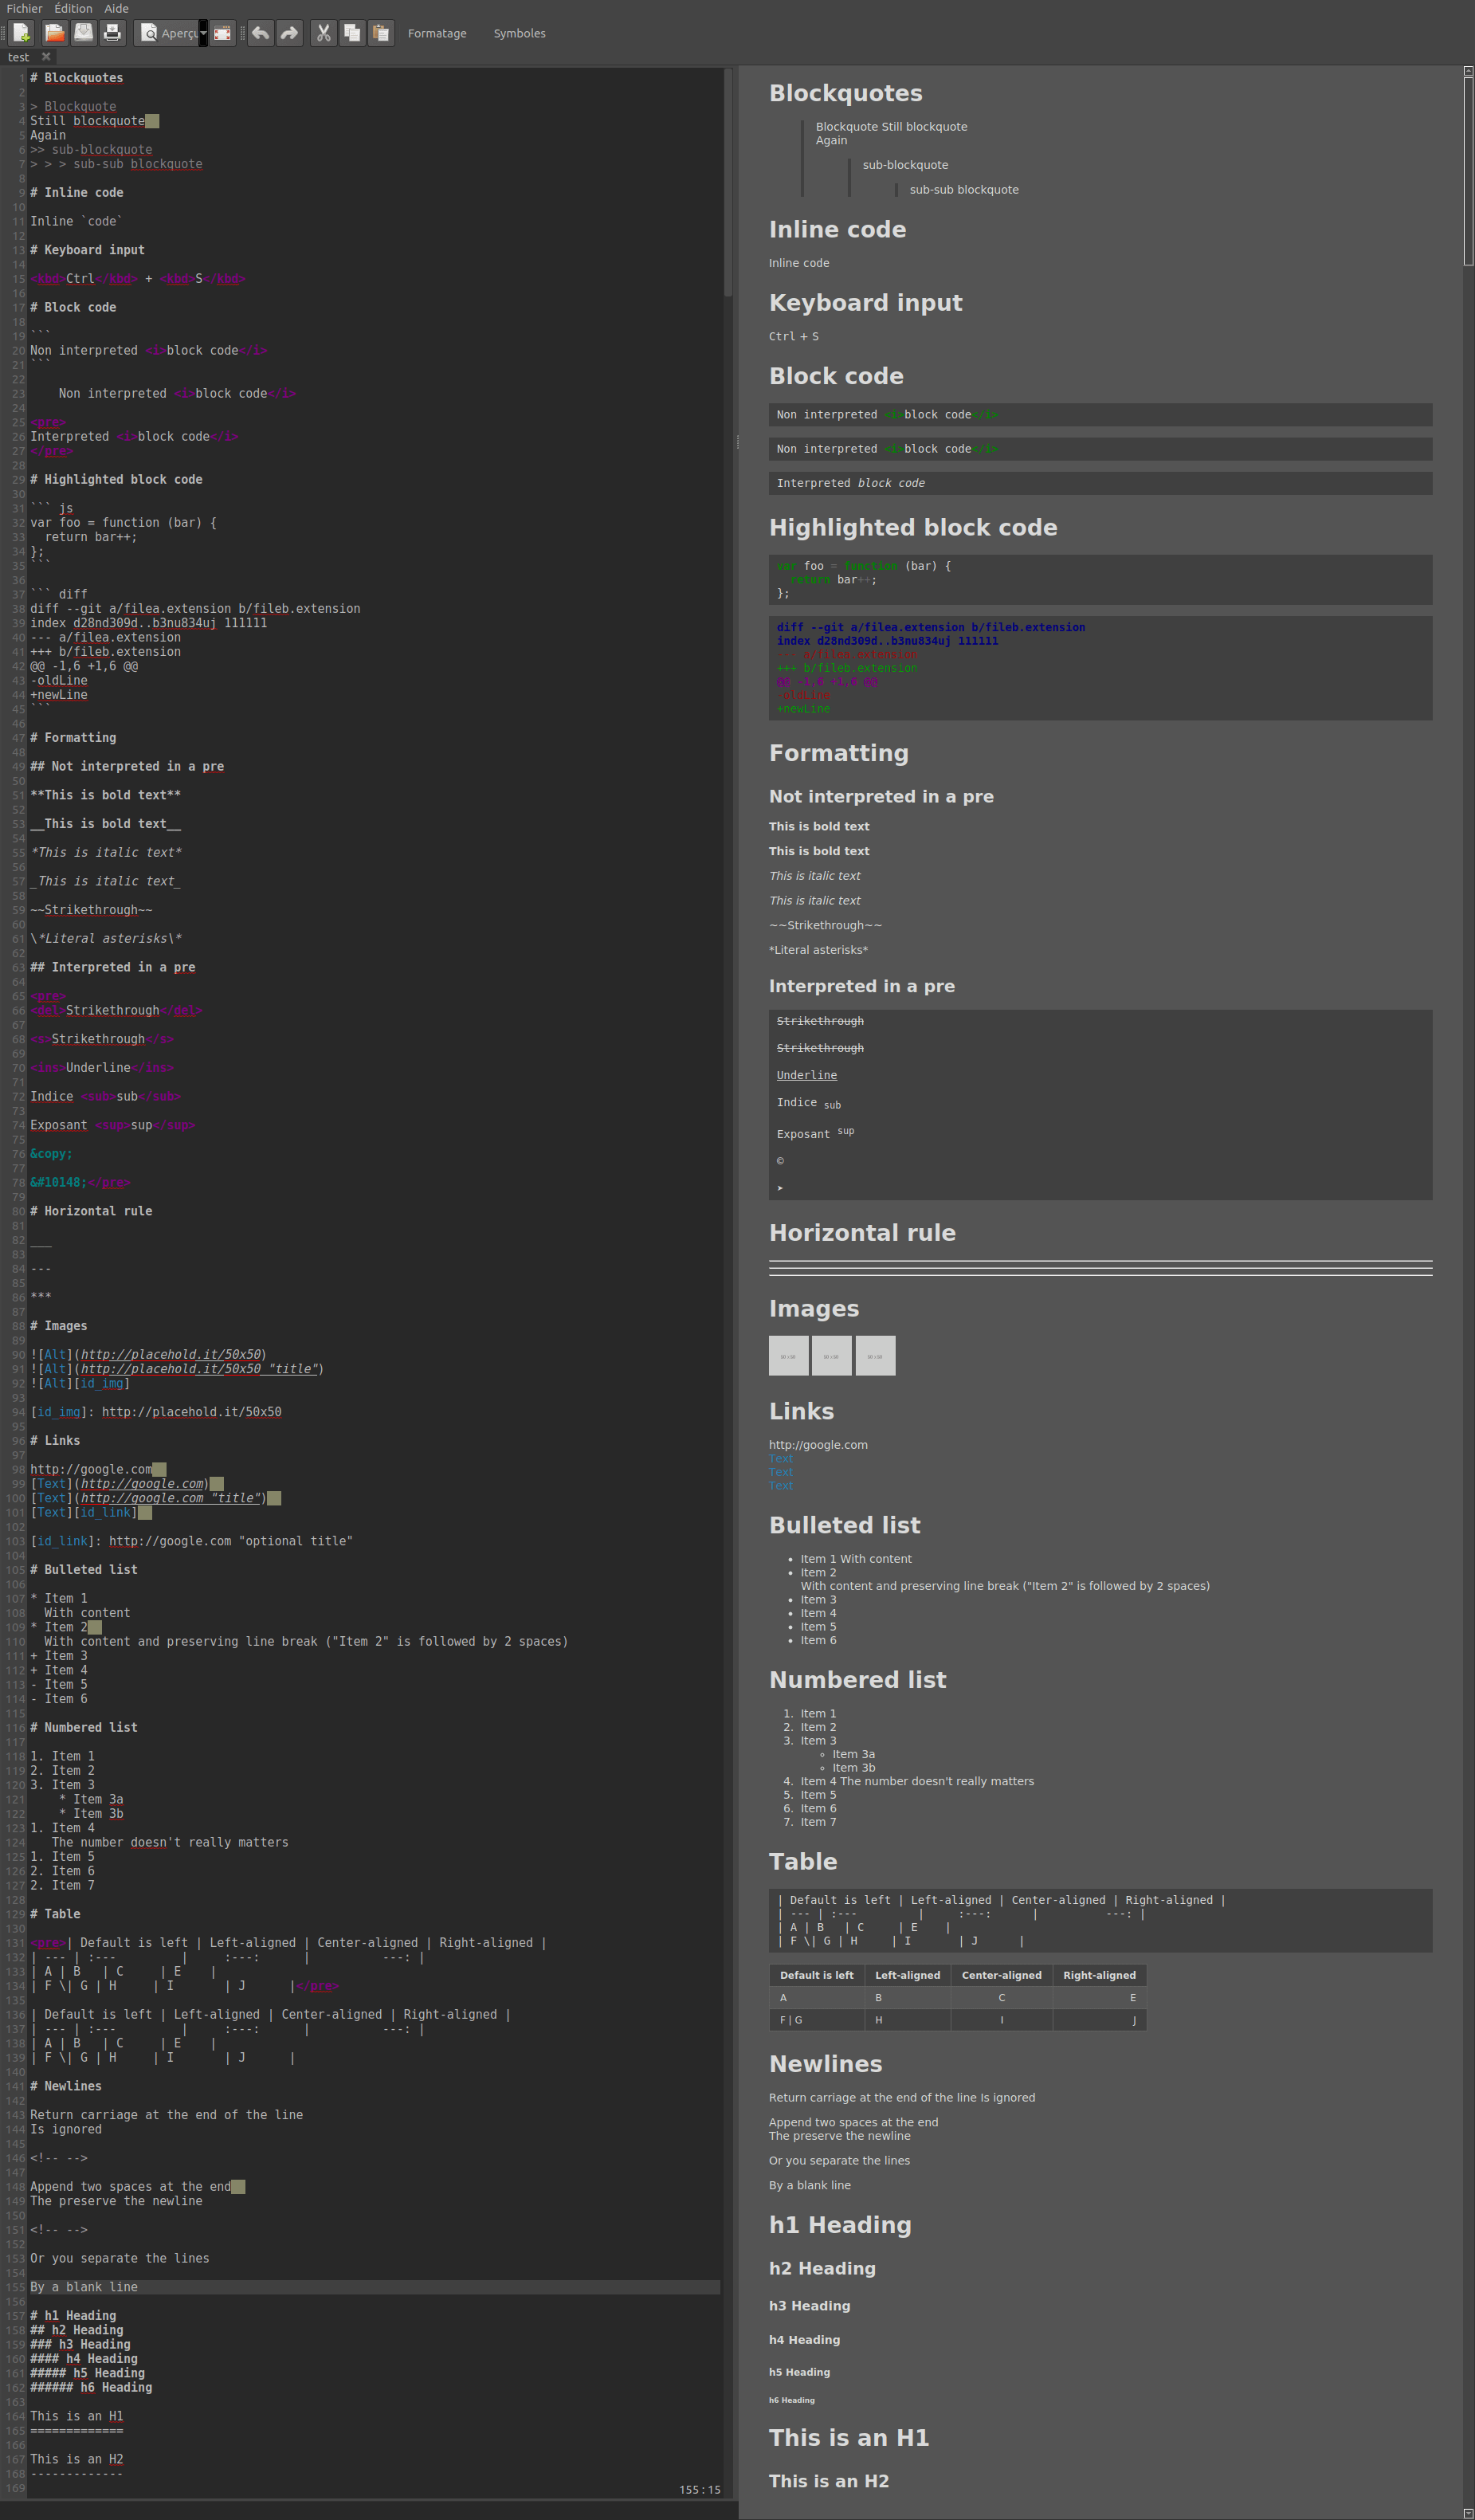 Fichier Édition Aide
Aperçu Formatage Symboles
test
1 # Blockquotes
2
3 > Blockquote
4 Still blockquote
5 Again
6 >> sub-blockquote
7 > > > sub-sub blockquote
8
9 # Inline code
10
11 Inline `code`
12
13 # Keyboard input
14
15 <kbd>Ctrl</kbd> + <kbd>S</kbd>
16
17 # Block code
18
19 ```
20 Non interpreted <i>block code</i>
21 ```
22
23     Non interpreted <i>block code</i>
24
25 <pre>
26 Interpreted <i>block code</i>
27 </pre>
28
29 # Highlighted block code
30
31 ``` js
32 var foo = function (bar) {
33   return bar++;
34 };
35 ```
36
37 ``` diff
38 diff --git a/filea.extension b/fileb.extension
39 index d28nd309d..b3nu834uj 111111
40 --- a/filea.extension
41 +++ b/fileb.extension
42 @@ -1,6 +1,6 @@
43 -oldLine
44 +newLine
45 ```
46
47 # Formatting
48
49 ## Not interpreted in a pre
50
51 **This is bold text**
52
53 __This is bold text__
54
55 *This is italic text*
56
57 _This is italic text_
58
59 ~~Strikethrough~~
60
61 \*Literal asterisks\*
62
63 ## Interpreted in a pre
64
65 <pre>
66 <del>Strikethrough</del>
67
68 <s>Strikethrough</s>
69
70 <ins>Underline</ins>
71
72 Indice <sub>sub</sub>
73
74 Exposant <sup>sup</sup>
75
76 &copy;
77
78 &#10148;</pre>
79
80 # Horizontal rule
81
82 ___
83
84 ---
85
86 ***
87
88 # Images
89
90 ![Alt](http://placehold.it/50x50)
91 ![Alt](http://placehold.it/50x50 "title")
92 ![Alt][id_img]
93
94 [id_img]: http://placehold.it/50x50
95
96 # Links
97
98 http://google.com
99 [Text](http://google.com)
100 [Text](http://google.com "title")
101 [Text][id_link]
102
103 [id_link]: http://google.com "optional title"
104
105 # Bulleted list
106
107 * Item 1
108   With content
109 * Item 2
110   With content and preserving line break ("Item 2" is followed by 2 spaces)
111 + Item 3
112 + Item 4
113 - Item 5
114 - Item 6
115
116 # Numbered list
117
118 1. Item 1
119 2. Item 2
120 3. Item 3
121     * Item 3a
122     * Item 3b
123 1. Item 4
124    The number doesn't really matters
125 1. Item 5
126 2. Item 6
127 2. Item 7
128
129 # Table
130
131 <pre>| Default is left | Left-aligned | Center-aligned | Right-aligned |
132 | --- | :---         |     :---:      |          ---: |
133 | A | B   | C     | E    |
134 | F \| G | H     | I       | J      |</pre>
135
136 | Default is left | Left-aligned | Center-aligned | Right-aligned |
137 | --- | :---         |     :---:      |          ---: |
138 | A | B   | C     | E    |
139 | F \| G | H     | I       | J      |
140
141 # Newlines
142
143 Return carriage at the end of the line
144 Is ignored
145
146 <!-- -->
147
148 Append two spaces at the end
149 The preserve the newline
150
151 <!-- -->
152
153 Or you separate the lines
154
155 By a blank line
156
157 # h1 Heading
158 ## h2 Heading
159 ### h3 Heading
160 #### h4 Heading
161 ##### h5 Heading
162 ###### h6 Heading
163
164 This is an H1
165 =============
166
167 This is an H2
168 -------------
169
155:15
Blockquotes
Blockquote Still blockquote
Again
sub-blockquote
sub-sub blockquote
Inline code
Inline code
Keyboard input
Ctrl + S
Block code
Non interpreted <i>block code</i>
Non interpreted <i>block code</i>
Interpreted block code
Highlighted block code
var foo = function (bar) {
  return bar++;
};
diff --git a/filea.extension b/fileb.extension
index d28nd309d..b3nu834uj 111111
--- a/filea.extension
+++ b/fileb.extension
@@ -1,6 +1,6 @@
-oldLine
+newLine
Formatting
Not interpreted in a pre
This is bold text
This is bold text
This is italic text
This is italic text
~~Strikethrough~~
*Literal asterisks*
Interpreted in a pre
Strikethrough
Strikethrough
Underline
Indice sub
Exposant sup
©
➤
Horizontal rule
Images
50 x 50 50 x 50 50 x 50
Links
http://google.com
Text
Text
Text
Bulleted list
• Item 1 With content
• Item 2
With content and preserving line break ("Item 2" is followed by 2 spaces)
• Item 3
• Item 4
• Item 5
• Item 6
Numbered list
1. Item 1
2. Item 2
3. Item 3
◦ Item 3a
◦ Item 3b
4. Item 4 The number doesn't really matters
5. Item 5
6. Item 6
7. Item 7
Table
| Default is left | Left-aligned | Center-aligned | Right-aligned |
| --- | :---         |     :---:      |          ---: |
| A | B   | C     | E    |
| F \| G | H     | I       | J      |
Default is left Left-aligned Center-aligned Right-aligned
A B C E
F | G H I J
Newlines
Return carriage at the end of the line Is ignored
Append two spaces at the end
The preserve the newline
Or you separate the lines
By a blank line
h1 Heading
h2 Heading
h3 Heading
h4 Heading
h5 Heading
h6 Heading
This is an H1
This is an H2